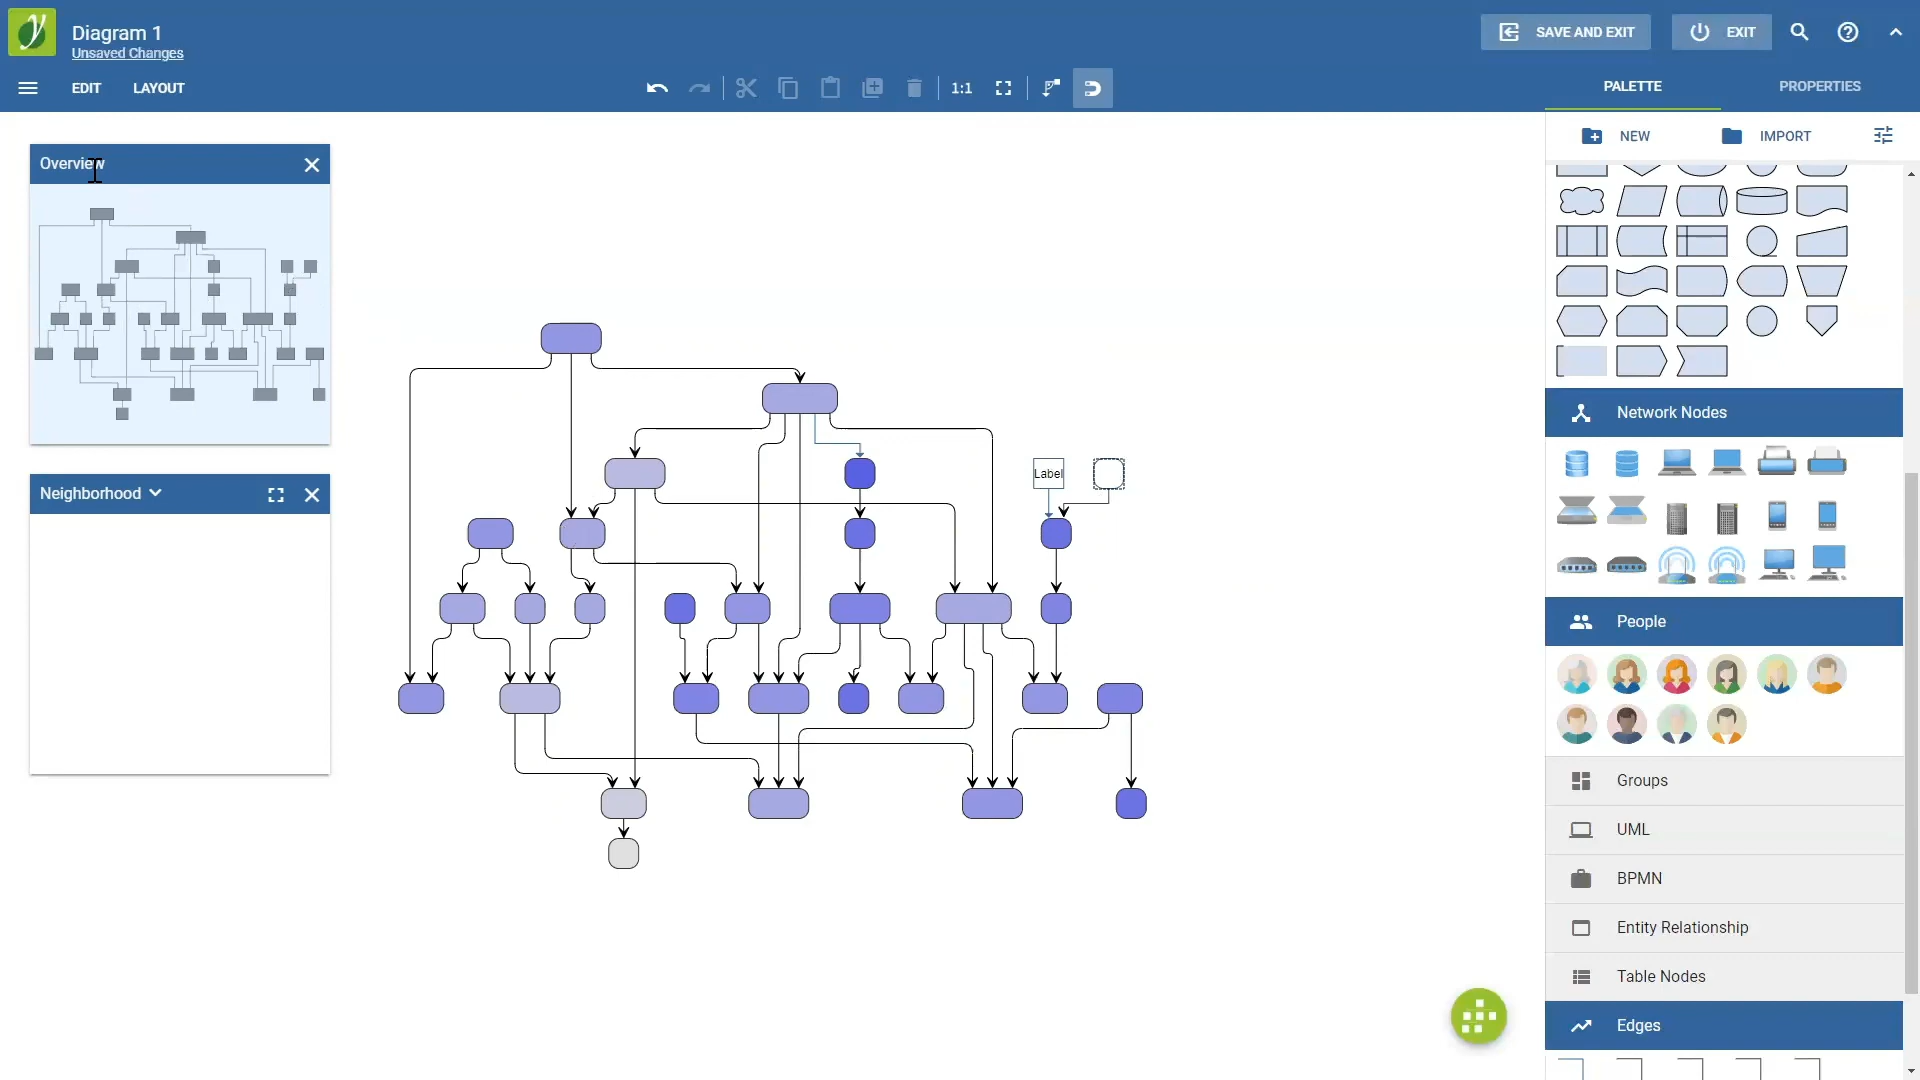 Diagram 1
Unsaved Changes
SAVE AND EXIT
EXIT
EDIT
LAYOUT
1:1
PALETTE
PROPERTIES
NEW
IMPORT
Overview
Neighborhood
Label
Network Nodes
People
Groups
UML
BPMN
Entity Relationship
Table Nodes
Edges